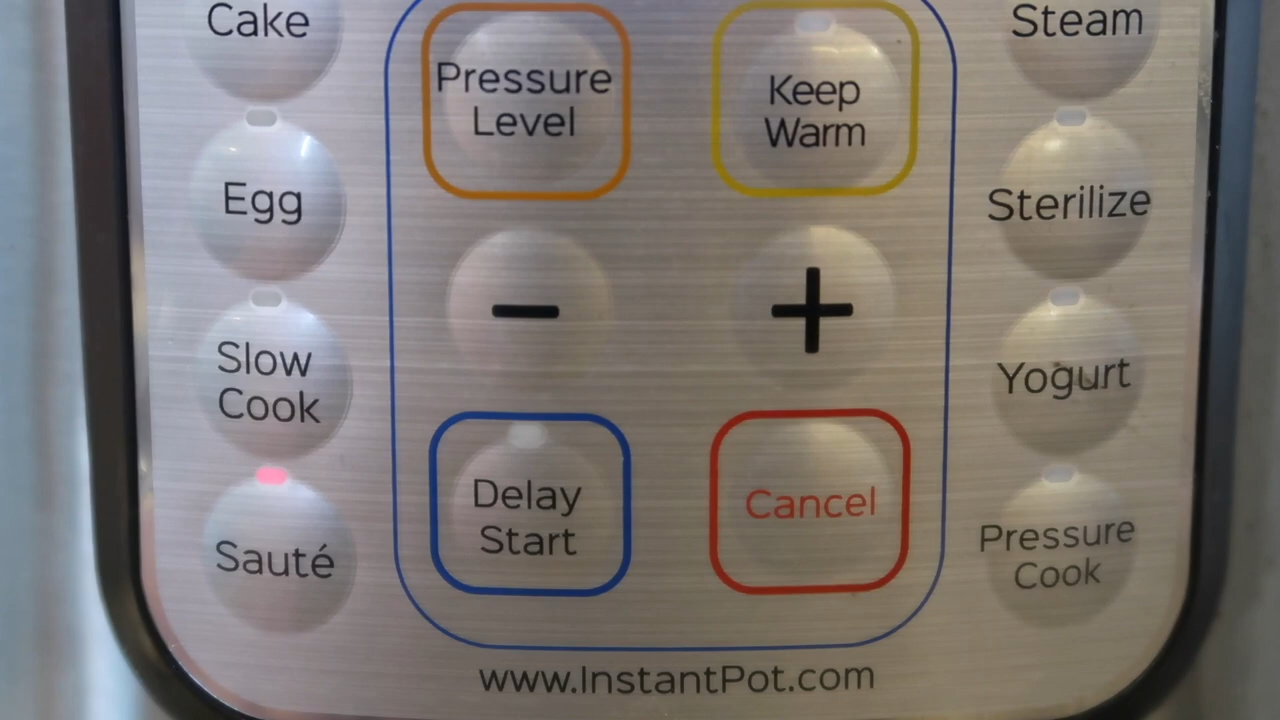 Cake
Pressure
Level
Keep
Warm
Steam
Egg
Sterilize
Slow
Cook
−
+
Yogurt
Sauté
Delay
Start
Cancel
Pressure
Cook
www.InstantPot.com